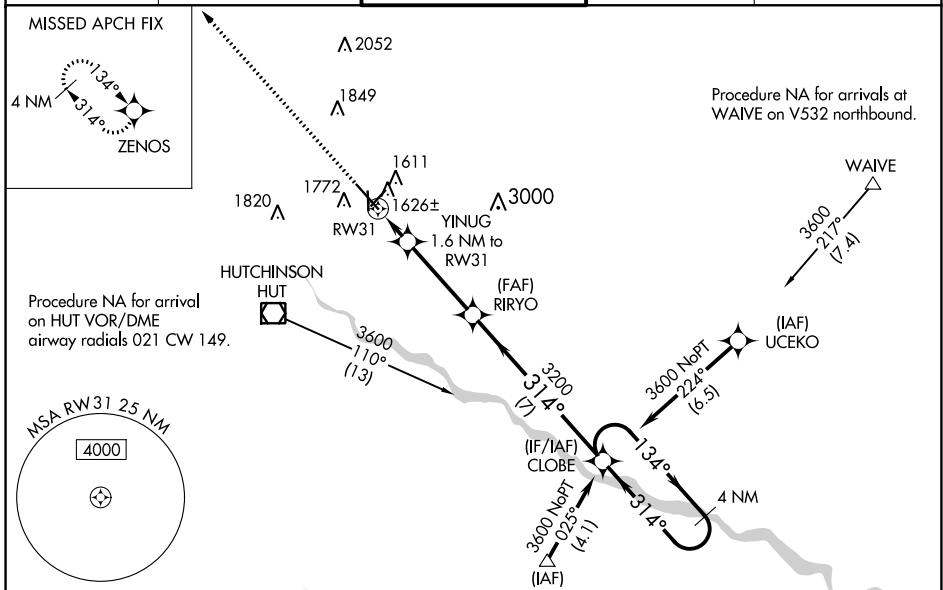 MISSED APCH FIX
134°
4 NM
314°
ZENOS
2052
1849
1611
1772
1820
1626±
RW31
3000
YINUG
1.6 NM to
RW31
Procedure NA for arrivals at
WAIVE on V532 northbound.
WAIVE
3600
217°
(7.4)
HUTCHINSON
HUT
(FAF)
RIRYO
Procedure NA for arrival
on HUT VOR/DME
airway radials 021 CW 149.
3600
110°
(13)
(IAF)
UCEKO
3600 NoPT
224°
(6.5)
3200
314°
(7)
MSA RW31 25 NM
4000
(IF/IAF)
CLOBE
134°
4 NM
314°
3600 NoPT
025°
(4.1)
(IAF)